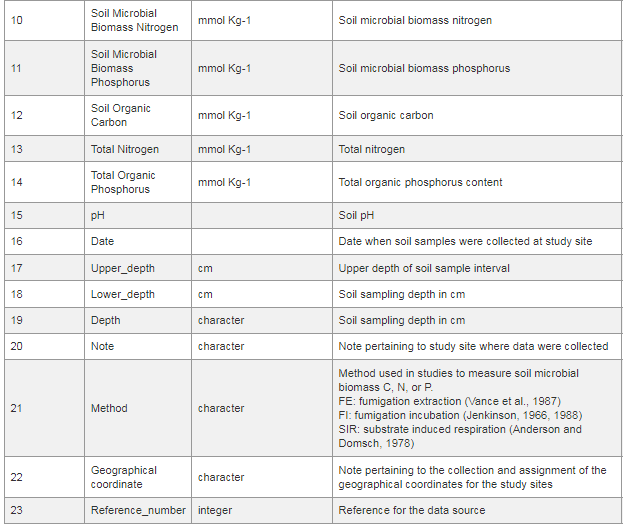 10 Soil Microbial Biomass Nitrogen mmol Kg-1 Soil microbial biomass nitrogen
11 Soil Microbial Biomass Phosphorus mmol Kg-1 Soil microbial biomass phosphorus
12 Soil Organic Carbon mmol Kg-1 Soil organic carbon
13 Total Nitrogen mmol Kg-1 Total nitrogen
14 Total Organic Phosphorus mmol Kg-1 Total organic phosphorus content
15 pH Soil pH
16 Date Date when soil samples were collected at study site
17 Upper_depth cm Upper depth of soil sample interval
18 Lower_depth cm Soil sampling depth in cm
19 Depth character Soil sampling depth in cm
20 Note character Note pertaining to study site where data were collected
21 Method character Method used in studies to measure soil microbial
biomass C, N, or P.
FE: fumigation extraction (Vance et al., 1987)
FI: fumigation incubation (Jenkinson, 1966, 1988)
SIR: substrate induced respiration (Anderson and
Domsch, 1978)
22 Geographical coordinate character Note pertaining to the collection and assignment of the
geographical coordinates for the study sites
23 Reference_number integer Reference for the data source